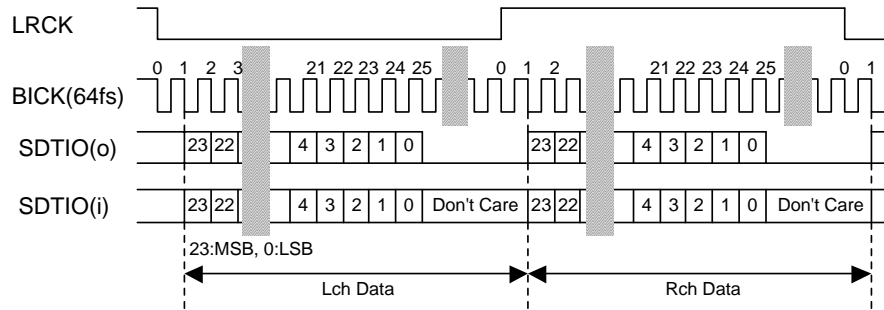 LRCK
0 1 2 3 21 22 23 24 25 0 1 2 21 22 23 24 25 0 1
BICK(64fs)
SDTIO(o) 23 22 4 3 2 1 0 23 22 4 3 2 1 0
SDTIO(i) 23 22 4 3 2 1 0 Don't Care 23 22 4 3 2 1 0 Don't Care
23:MSB, 0:LSB
Lch Data Rch Data